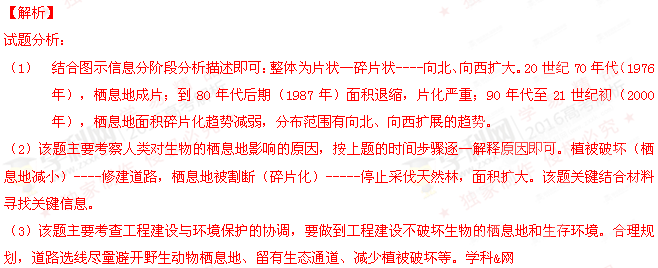 【解析】
试题分析：
（1） 结合图示信息分阶段分析描述即可：整体为片状一碎片状----向北、向西扩大。20 世纪 70 年代（1976
年），栖息地成片；到 80 年代后期（1987 年）面积退缩，片化严重；90 年代至 21 世纪初（2000
年），栖息地面积碎片化趋势减弱，分布范围有向北、向西扩展的趋势。
（2）该题主要考察人类对生物的栖息地影响的原因，按上题的时间步骤逐一解释原因即可。植被破坏（栖
息地减小）----修建道路，栖息地被割断（碎片化）-----停止采伐天然林，面积扩大。该题关键结合材料
寻找关键信息。
（3）该题主要考查工程建设与环境保护的协调，要做到工程建设不破坏生物的栖息地和生存环境。合理规
划，道路选线尽量避开野生动物栖息地、留有生态通道、减少植被破坏等。学科&网